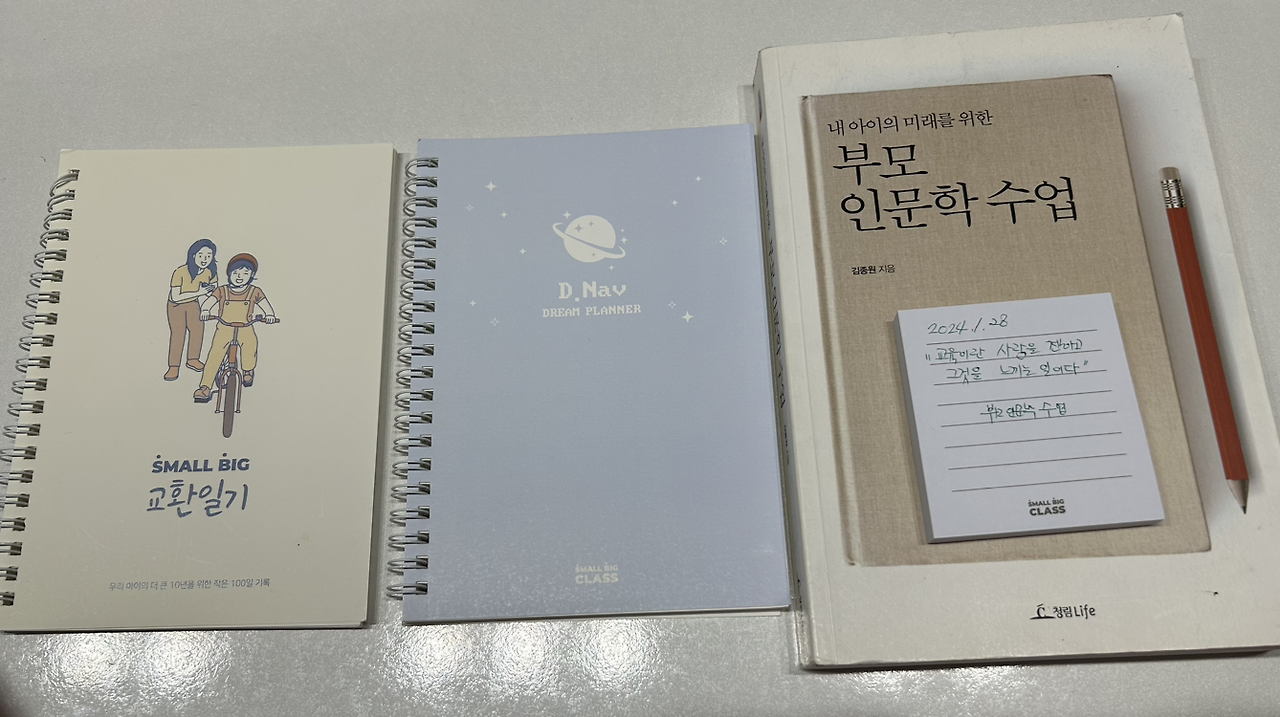 SMALL BIG
교환일기
우리 아이의 더 큰 10년을 위한 작은 100일 기록
D.Nav
DREAM PLANNER
SMALL BIG
CLASS
내 아이의 미래를 위한
부모
인문학 수업
김종원 지음
2024.1.28
"교육이란 사람을 전하고
그것을 느끼는 일이다"
부모 인문학 수업
SMALL BIG
CLASS
청림Life